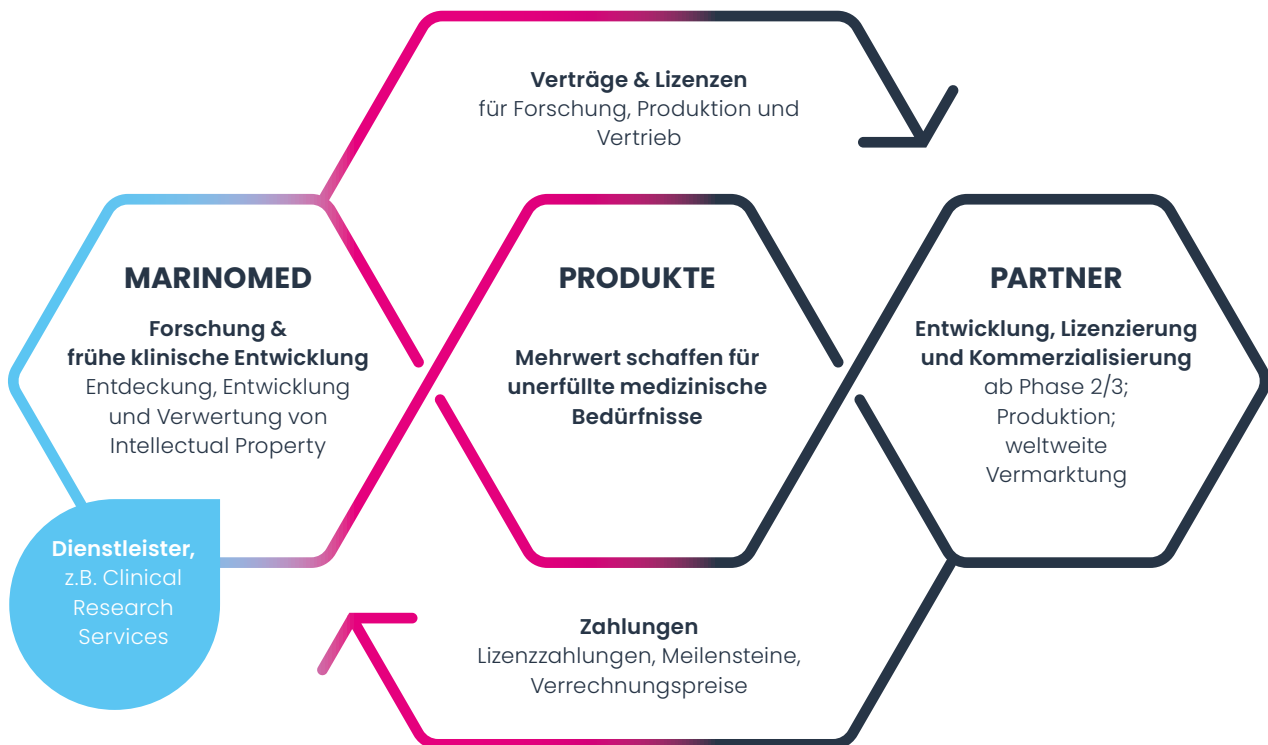 Verträge & Lizenzen
für Forschung, Produktion und
Vertrieb
MARINOMED
Forschung &
frühe klinische Entwicklung
Entdeckung, Entwicklung
und Verwertung von
Intellectual Property
PRODUKTE
Mehrwert schaffen für
unerfüllte medizinische
Bedürfnisse
PARTNER
Entwicklung, Lizenzierung
und Kommerzialisierung
ab Phase 2/3;
Produktion;
weltweite
Vermarktung
Dienstleister,
z.B. Clinical
Research
Services
Zahlungen
Lizenzzahlungen, Meilensteine,
Verrechnungspreise